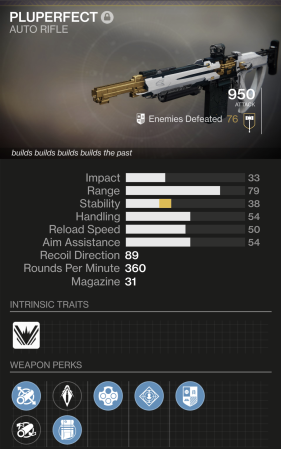 PLUPERFECT
AUTO RIFLE
950
ATTACK
Enemies Defeated 76
builds builds builds builds the past
Impact 33
Range 79
Stability 38
Handling 54
Reload Speed 50
Aim Assistance 54
Recoil Direction 89
Rounds Per Minute 360
Magazine 31
INTRINSIC TRAITS
WEAPON PERKS